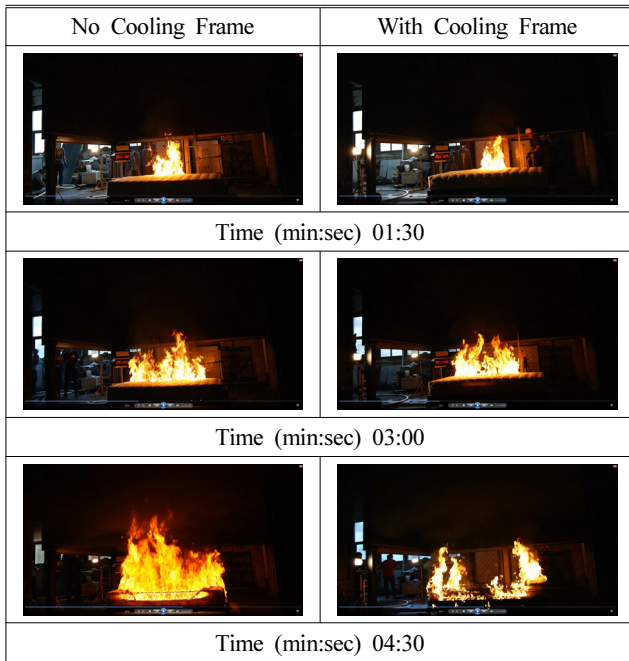 No Cooling Frame
With Cooling Frame
Time (min:sec) 01:30
Time (min:sec) 03:00
Time (min:sec) 04:30